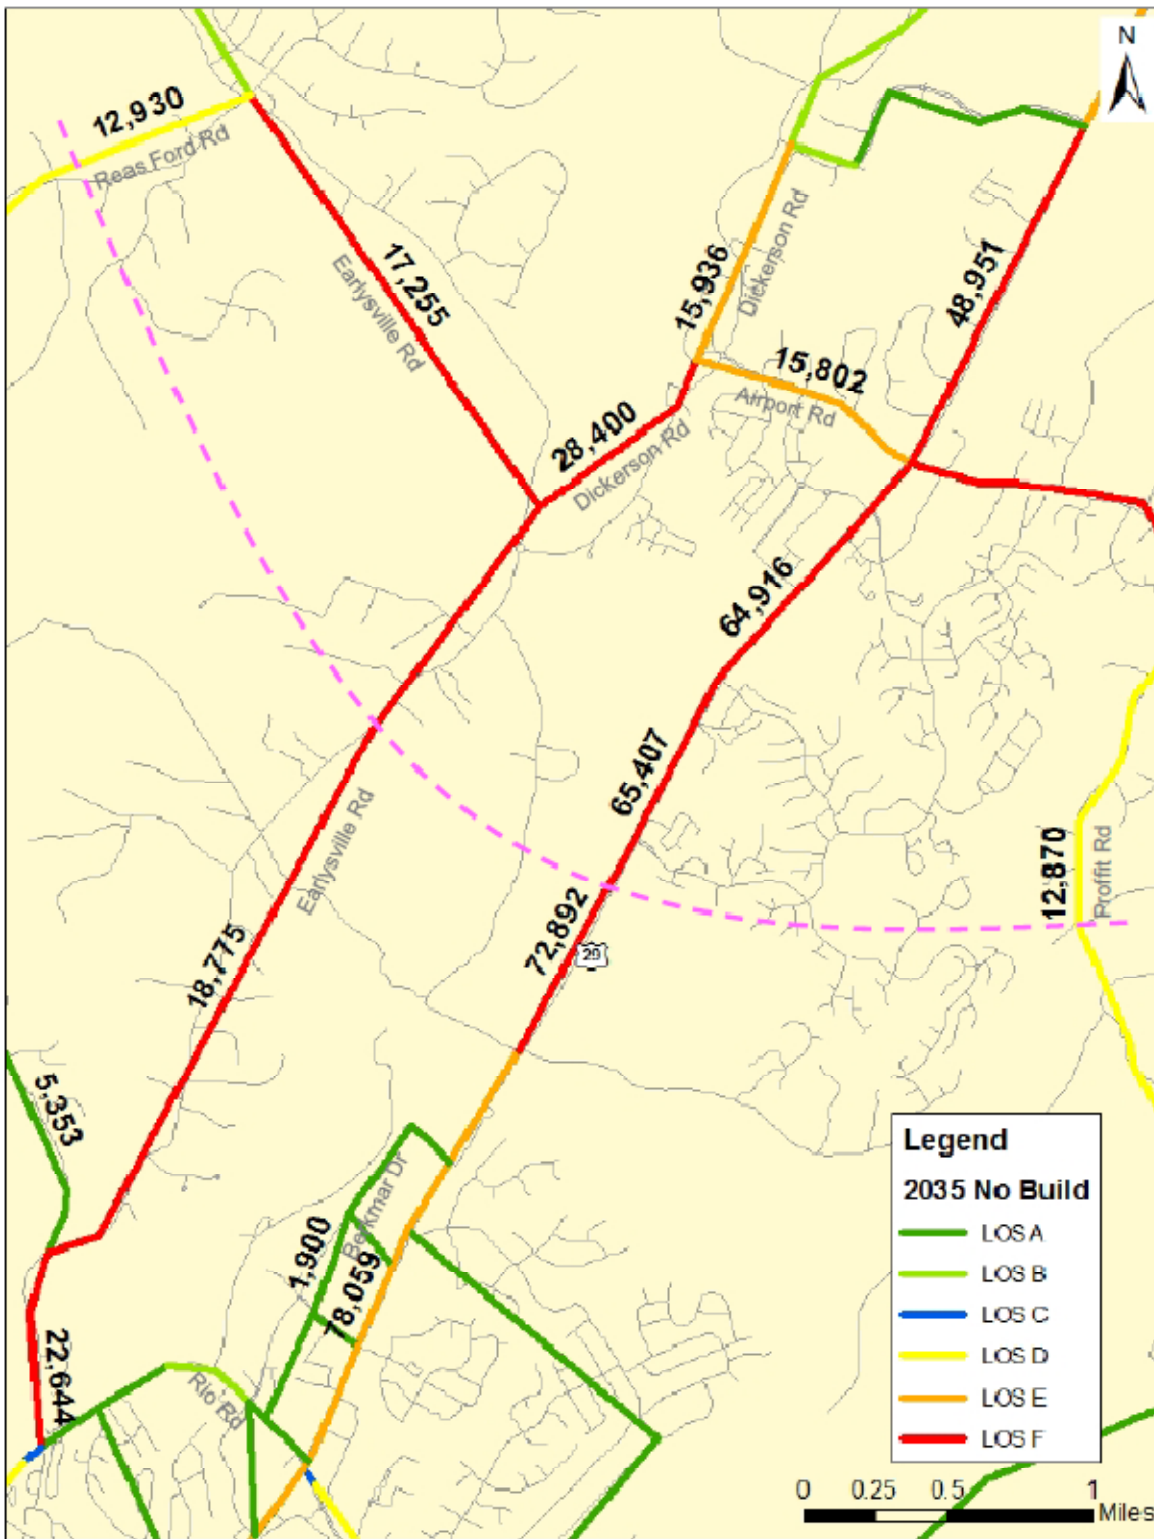 N
12,930
Reas Ford Rd
17,255
Earlysville Rd
15,936
Dickerson Rd
48,951
15,802
Airport Rd
28,400
Dickerson Rd
64,916
65,407
12,870
Proffit Rd
Earlysville Rd
72,892
29
18,775
5,353
Berkmar Dr
1,900
78,059
22,644
Rio Rd
Legend
2035 No Build
LOS A
LOS B
LOS C
LOS D
LOS E
LOS F
0 0.25 0.5 1
Miles